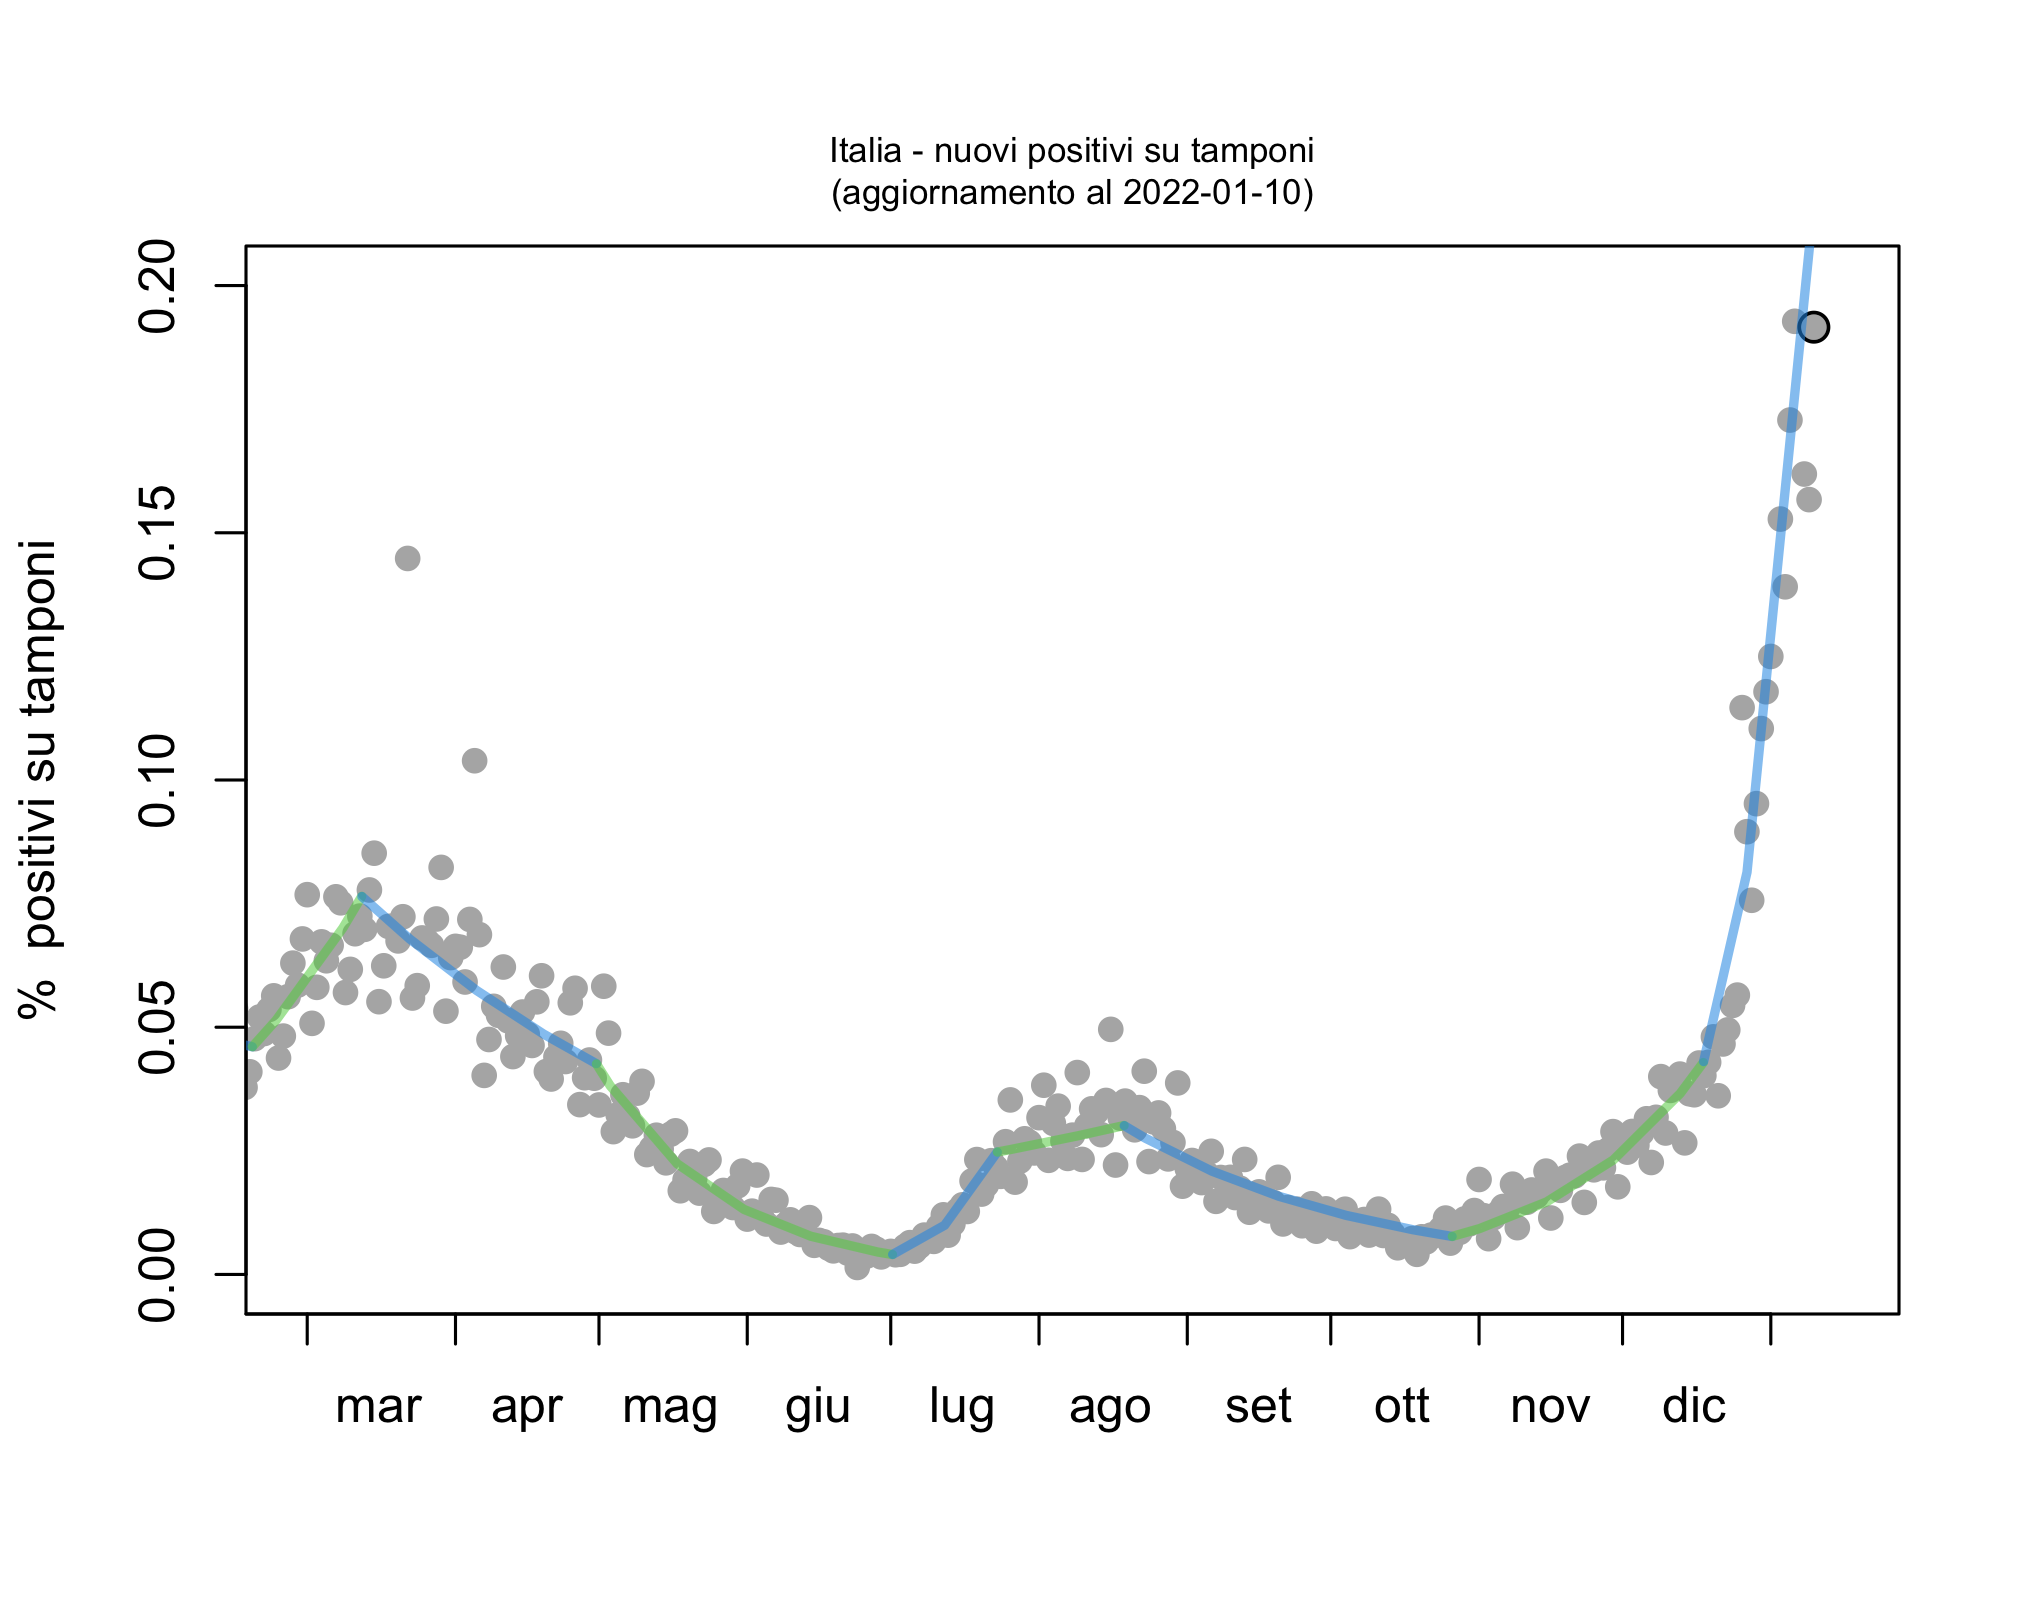 Italia - nuovi positivi su tamponi
(aggiornamento al 2022-01-10)
% positivi su tamponi
0.20
0.15
0.10
0.05
0.00
mar apr mag giu lug ago set ott nov dic